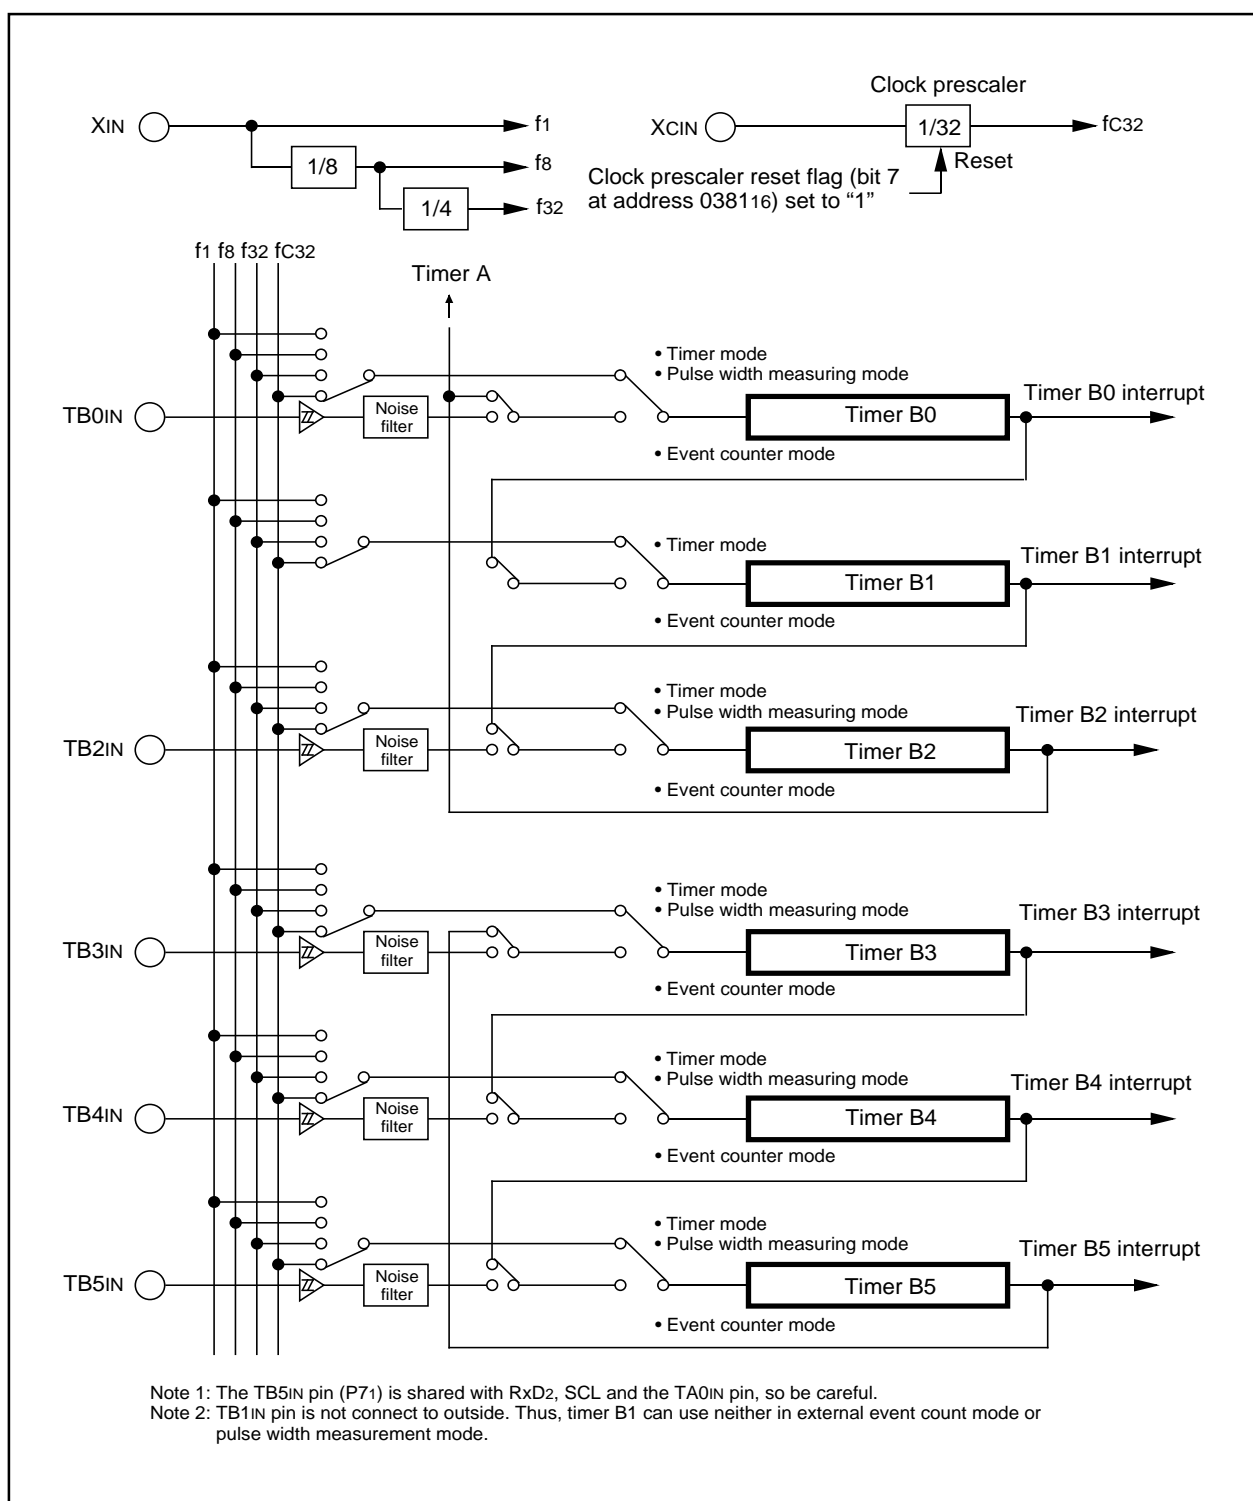 Clock prescaler
XIN
f1
XCIN
1/32
fC32
1/8
f8
Reset
Clock prescaler reset flag (bit 7
at address 038116) set to “1”
1/4
f32
f1 f8 f32 fC32
Timer A
• Timer mode
• Pulse width measuring mode
TB0IN
Noise
filter
Timer B0
Timer B0 interrupt
• Event counter mode
• Timer mode
Timer B1
Timer B1 interrupt
• Event counter mode
• Timer mode
• Pulse width measuring mode
TB2IN
Noise
filter
Timer B2
Timer B2 interrupt
• Event counter mode
• Timer mode
• Pulse width measuring mode
TB3IN
Noise
filter
Timer B3
Timer B3 interrupt
• Event counter mode
• Timer mode
• Pulse width measuring mode
TB4IN
Noise
filter
Timer B4
Timer B4 interrupt
• Event counter mode
• Timer mode
• Pulse width measuring mode
TB5IN
Noise
filter
Timer B5
Timer B5 interrupt
• Event counter mode
Note 1: The TB5IN pin (P71) is shared with RxD2, SCL and the TA0IN pin, so be careful.
Note 2: TB1IN pin is not connect to outside. Thus, timer B1 can use neither in external event count mode or
pulse width measurement mode.